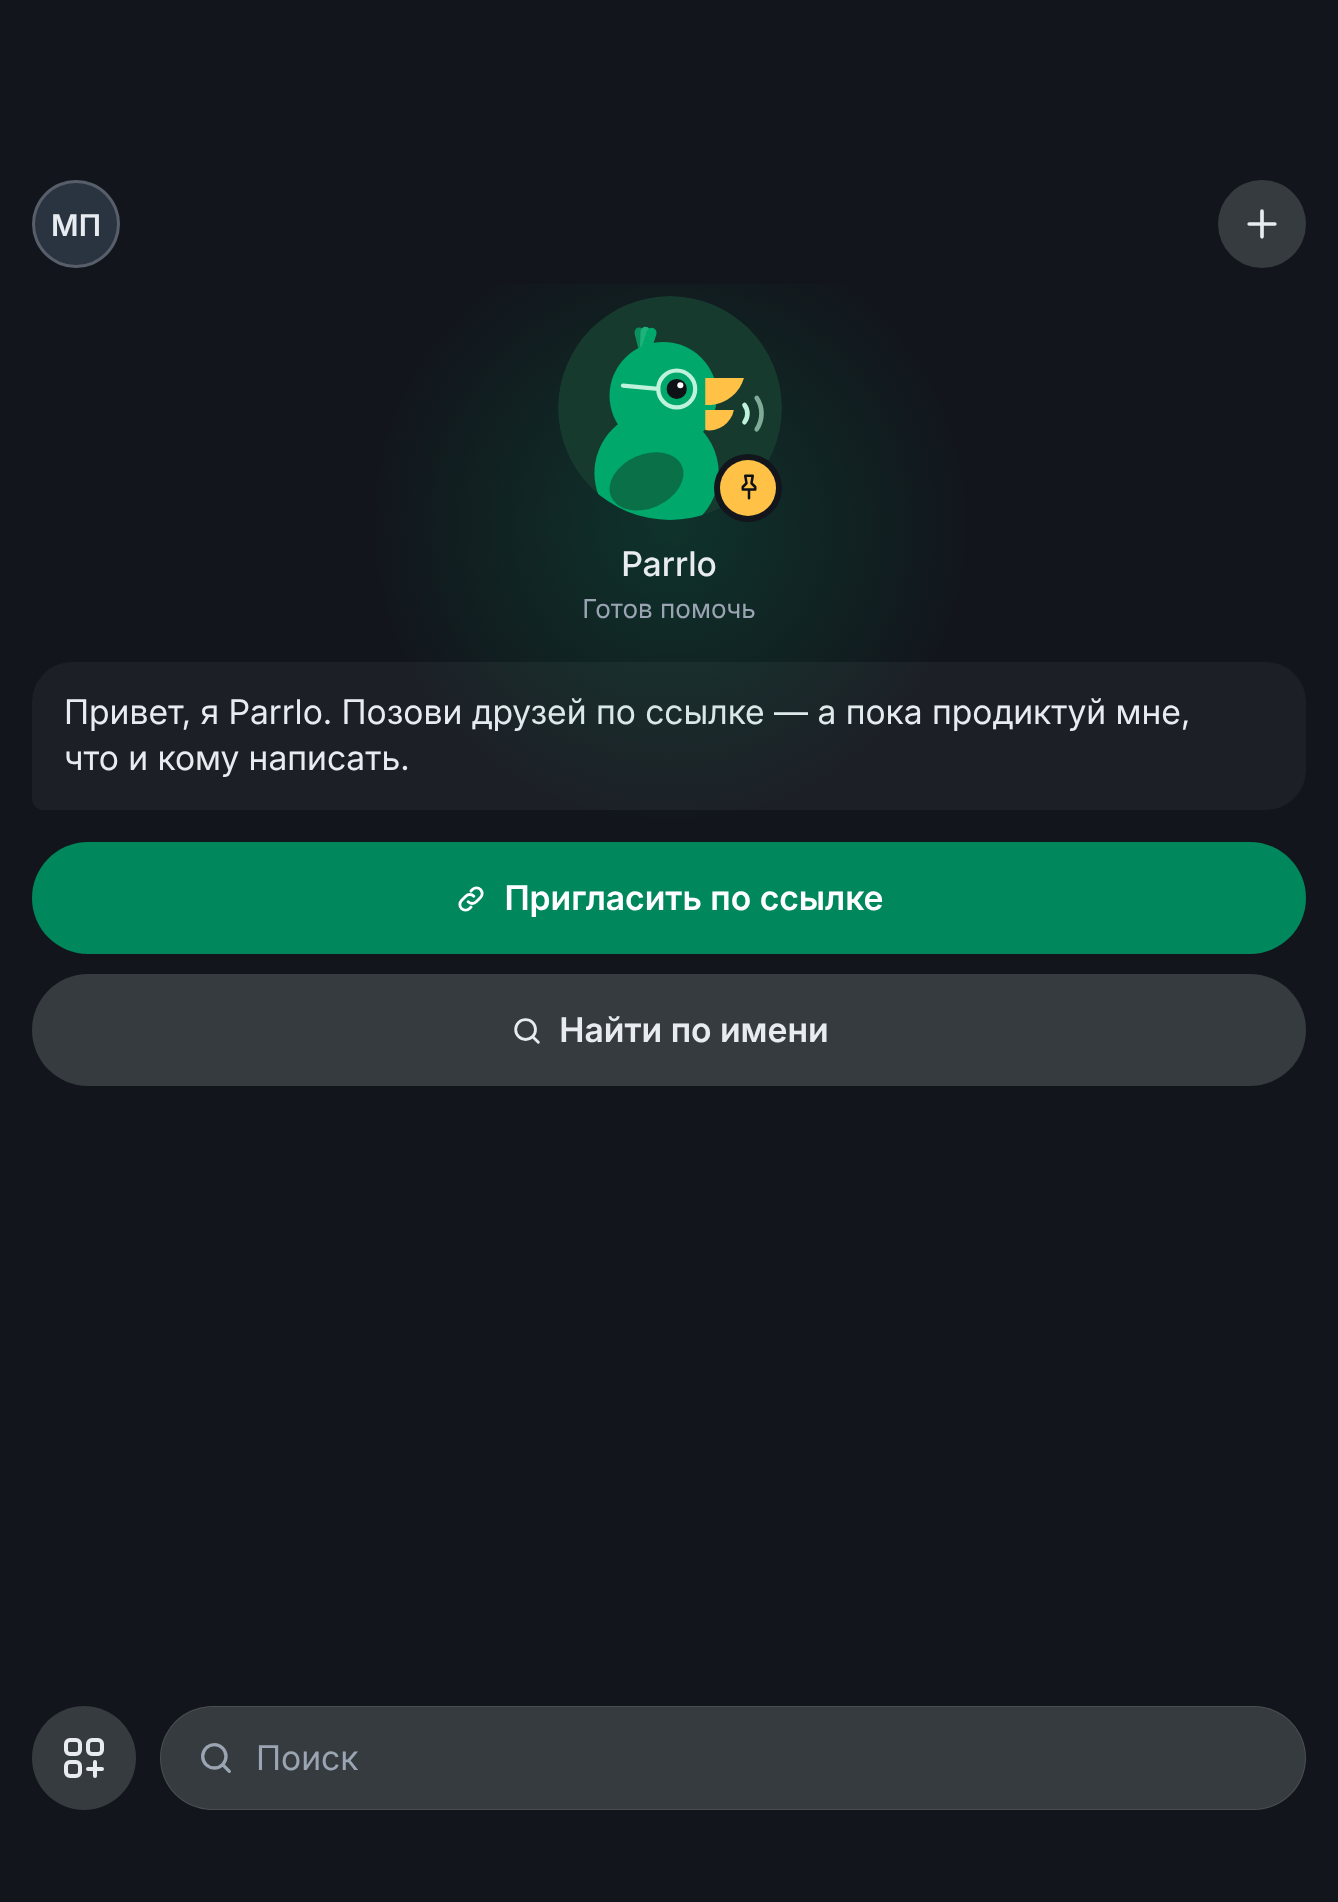 МП
Parrlo
Готов помочь
Привет, я Parrlo. Позови друзей по ссылке — а пока продиктуй мне,
что и кому написать.
Пригласить по ссылке
Найти по имени
Поиск